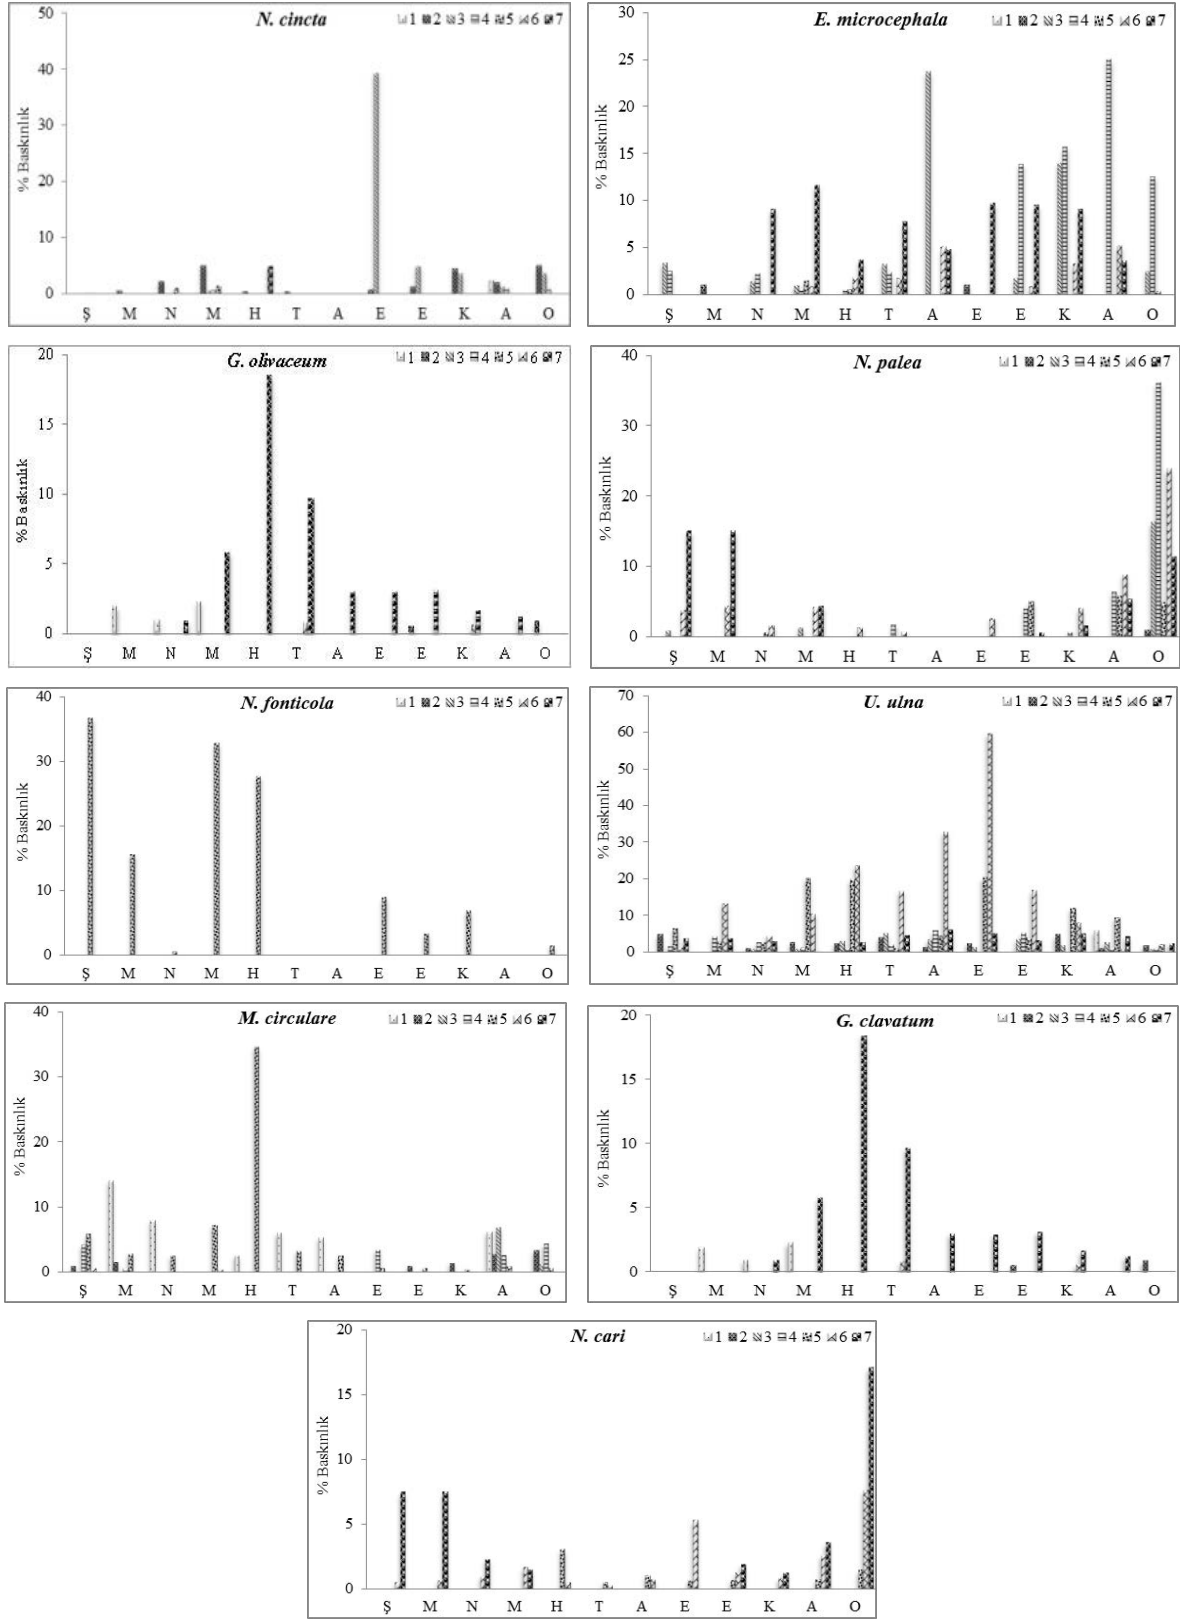 N. cincta
1 2 3 4 5 6 7
% Baskınlık
50
40
30
20
10
0
Ş M N M H T A E E K A O
E. microcephala
1 2 3 4 5 6 7
% Baskınlık
30
25
20
15
10
5
0
Ş M N M H T A E E K A O
G. olivaceum
1 2 3 4 5 6 7
% Baskınlık
20
15
10
5
0
Ş M N M H T A E E K A O
N. palea
1 2 3 4 5 6 7
% Baskınlık
40
30
20
10
0
Ş M N M H T A E E K A O
N. fonticola
1 2 3 4 5 6 7
% Baskınlık
40
30
20
10
0
Ş M N M H T A E E K A O
U. ulna
1 2 3 4 5 6 7
% Baskınlık
70
60
50
40
30
20
10
0
Ş M N M H T A E E K A O
M. circulare
1 2 3 4 5 6 7
% Baskınlık
40
30
20
10
0
Ş M N M H T A E E K A O
G. clavatum
1 2 3 4 5 6 7
% Baskınlık
20
15
10
5
0
Ş M N M H T A E E K A O
N. cari
1 2 3 4 5 6 7
% Baskınlık
20
15
10
5
0
Ş M N M H T A E E K A O